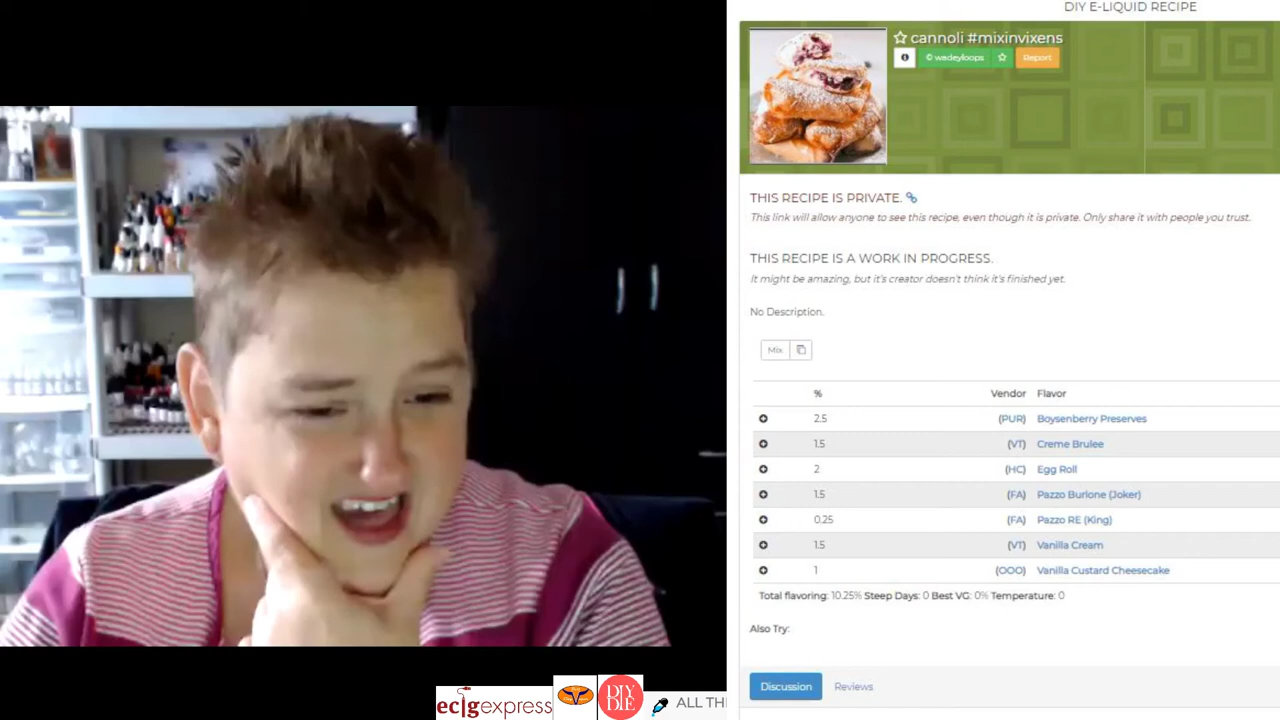 DIY E-LIQUID RECIPE
cannoli #mixinvixens
© wadeyloops
Report
THIS RECIPE IS PRIVATE.
This link will allow anyone to see this recipe, even though it is private. Only share it with people you trust.
THIS RECIPE IS A WORK IN PROGRESS.
It might be amazing, but it's creator doesn't think it's finished yet.
No Description.
Mix
% Vendor Flavor
2.5 (PUR) Boysenberry Preserves
1.5 (VT) Creme Brulee
2 (HC) Egg Roll
1.5 (FA) Pazzo Burlone (Joker)
0.25 (FA) Pazzo RE (King)
1.5 (VT) Vanilla Cream
1 (OOO) Vanilla Custard Cheesecake
Total flavoring: 10.25% Steep Days: 0 Best VG: 0% Temperature: 0
Also Try:
Discussion Reviews
ecigexpress
DIY
DIE
ALL TH